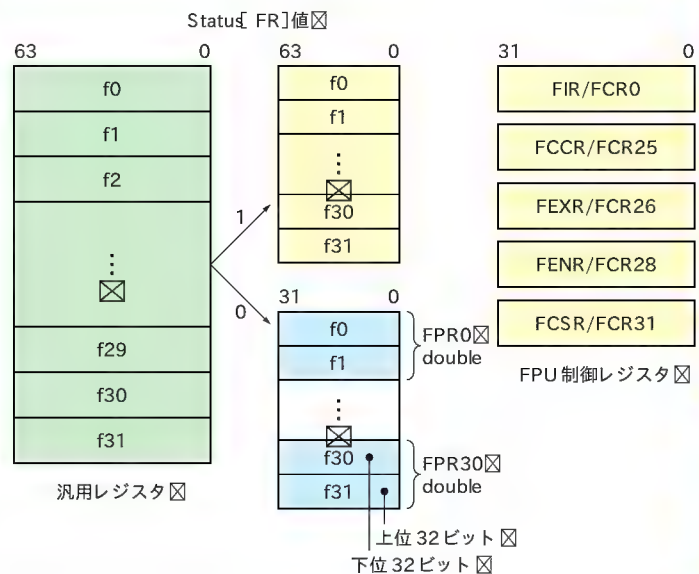 Status[ FR]値
63 0
f0
f1
f2
⋮
f29
f30
f31
汎用レジスタ
1
0
63 0
f0
f1
⋮
f30
f31
31 0
f0
f1
⋮
f30
f31
FPR0
double
FPR30
double
上位32ビット
下位32ビット
31 0
FIR/FCR0
FCCR/FCR25
FEXR/FCR26
FENR/FCR28
FCSR/FCR31
FPU制御レジスタ